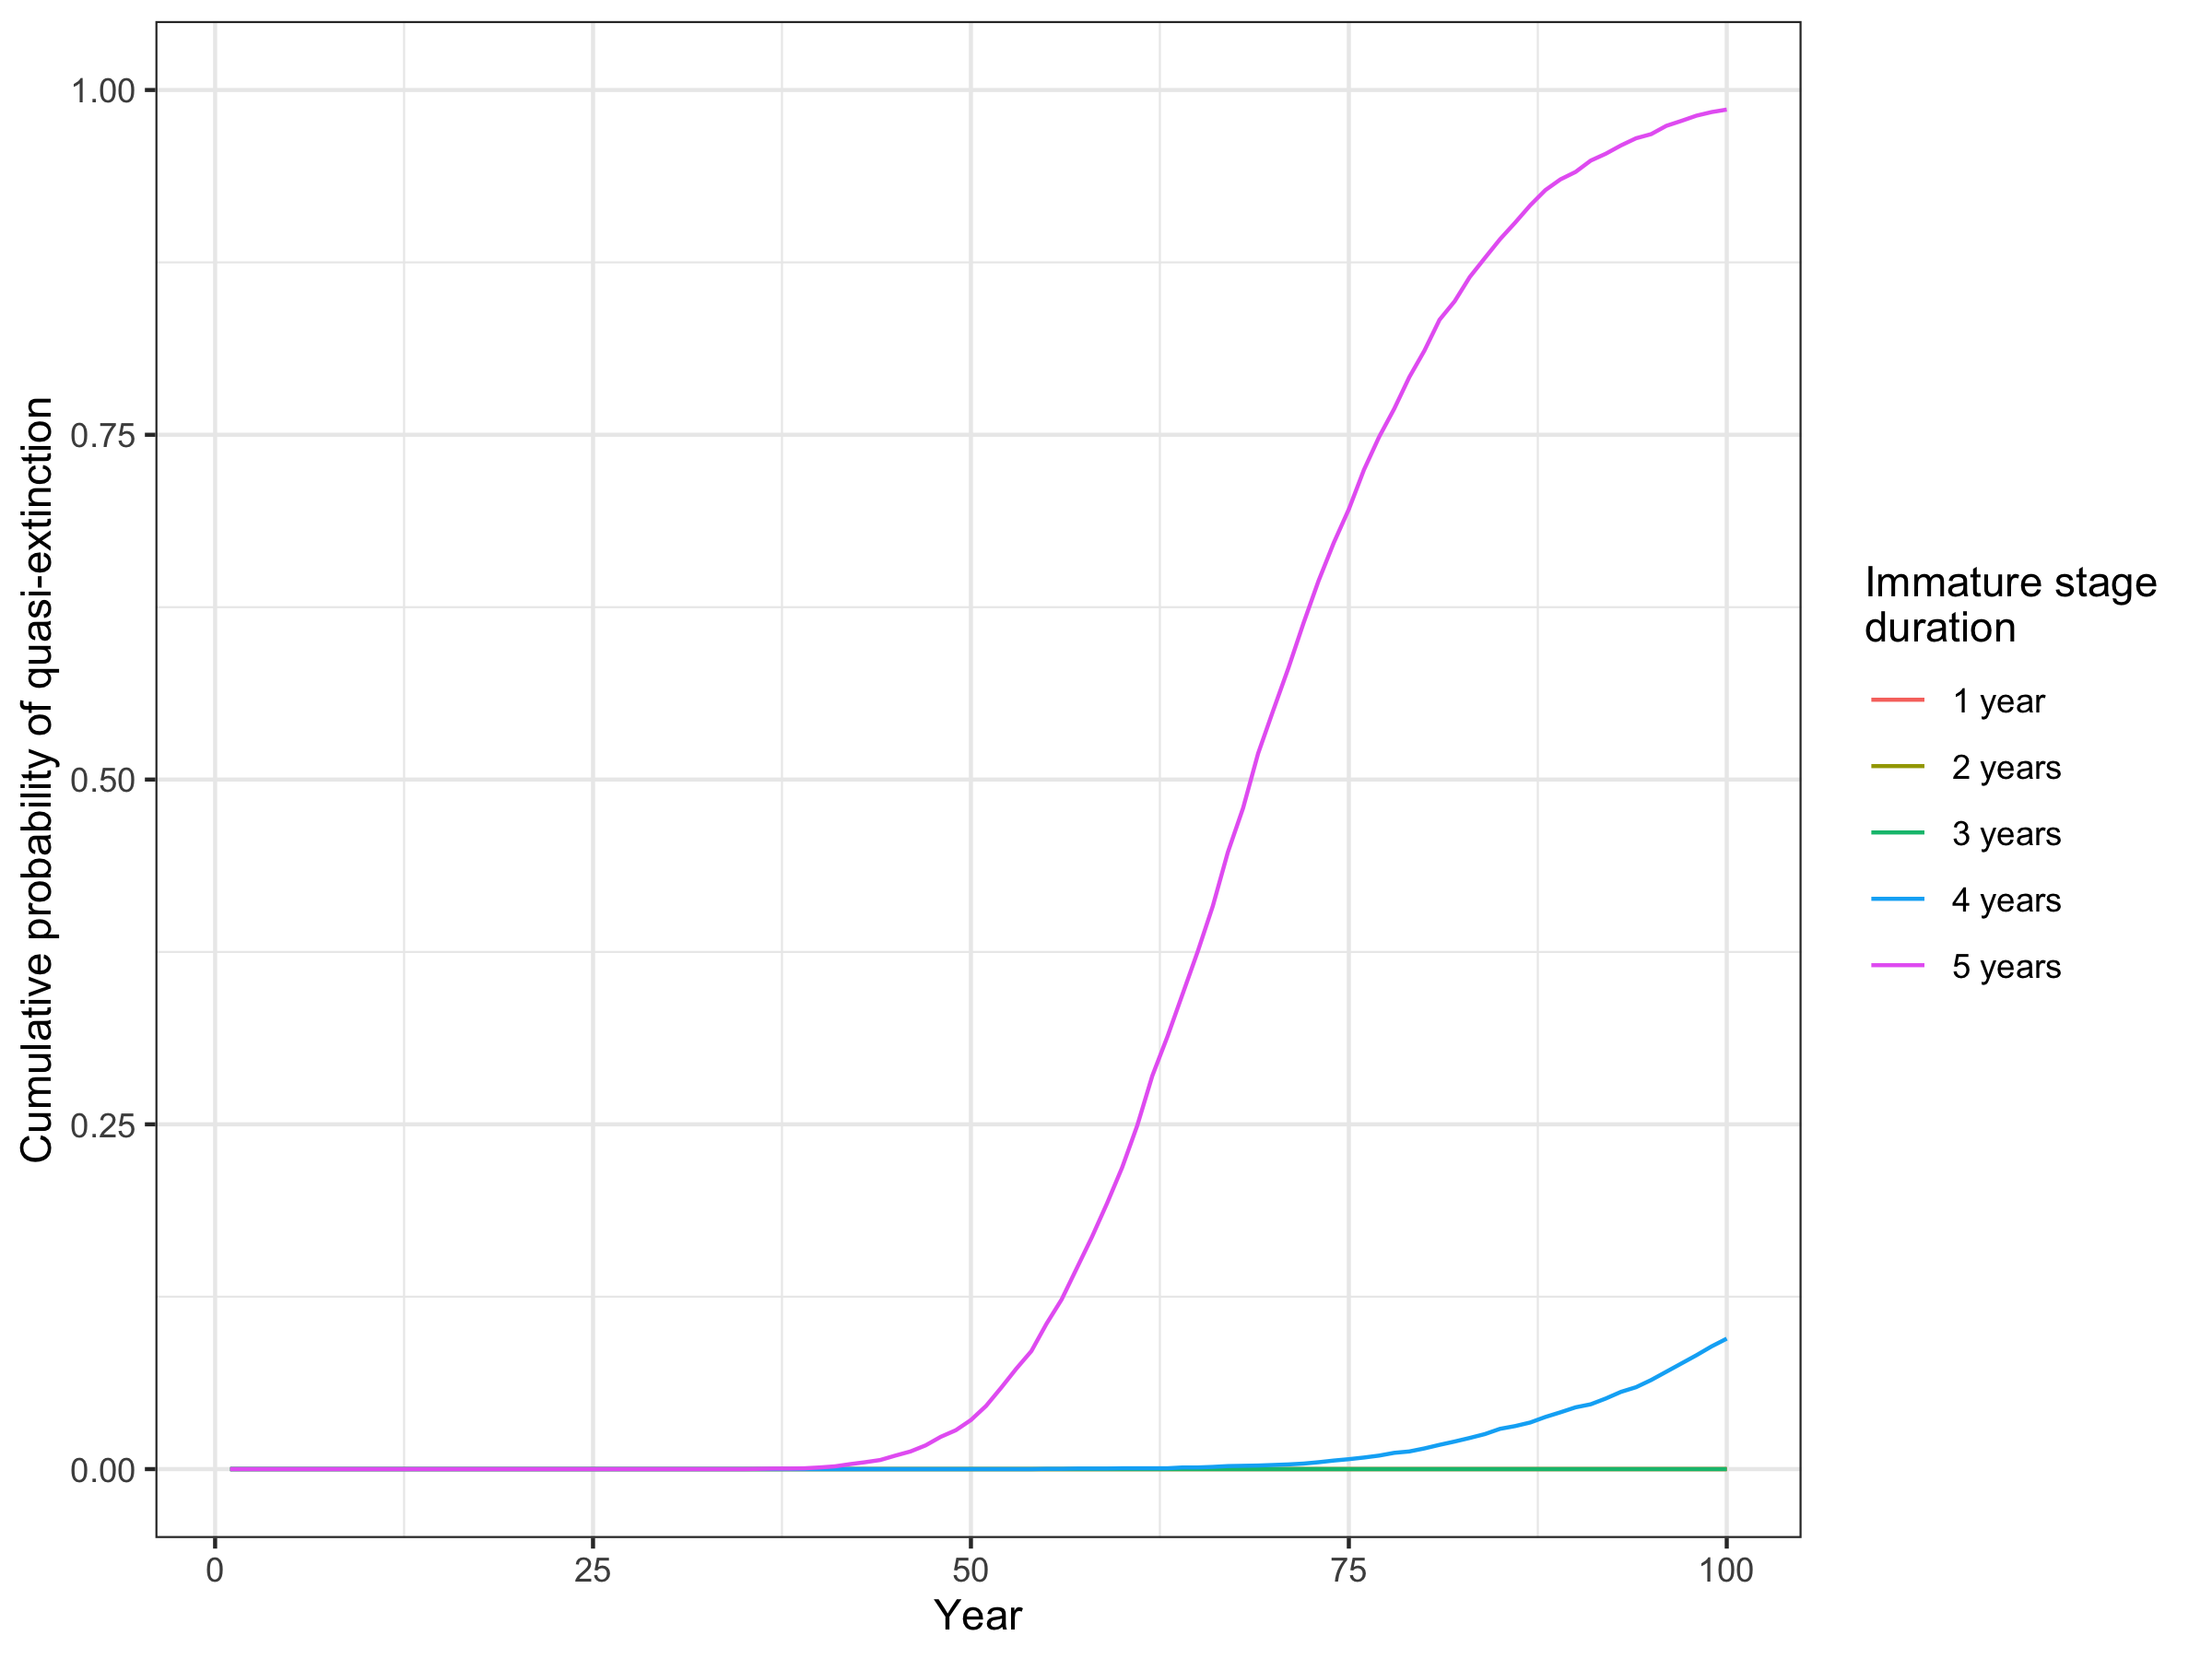 Cumulative probability of quasi-extinction
1.00
0.75
0.50
0.25
0.00
0 25 50 75 100
Year
Immature stage
duration
1 year
2 years
3 years
4 years
5 years